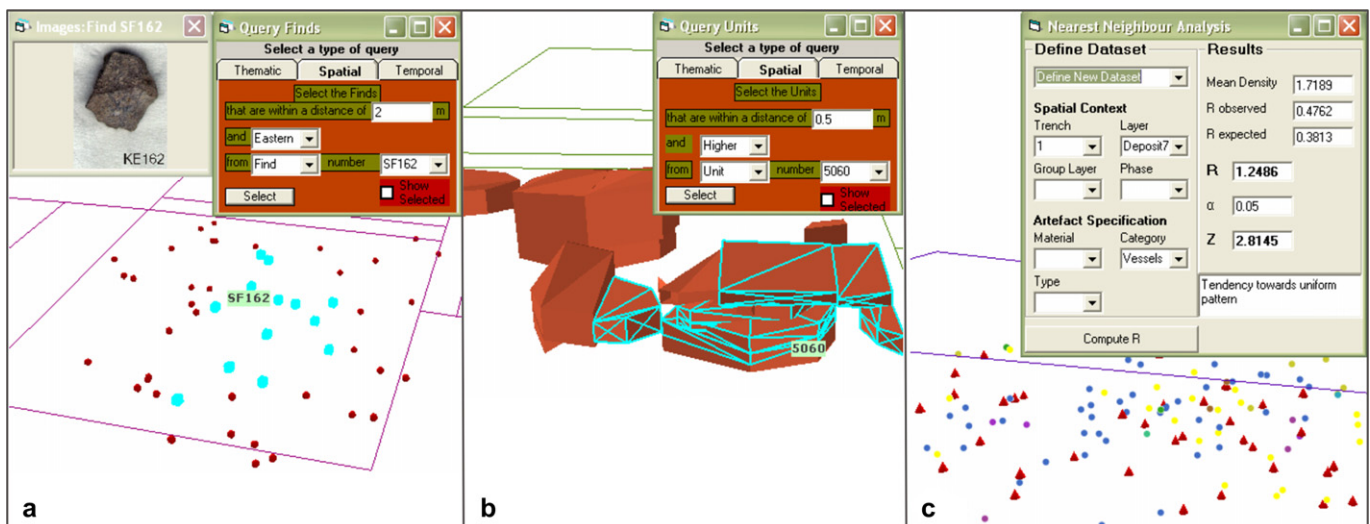 Images:Find SF162
KE162
Query Finds
Select a type of query
Thematic Spatial Temporal
Select the Finds
that are within a distance of 2 m
and Eastern
from Find number SF162
Select Show Selected
SF162
a
Query Units
Select a type of query
Thematic Spatial Temporal
Select the Units
that are within a distance of 0.5 m
and Higher
from Unit number 5060
Select Show Selected
5060
b
Nearest Neighbour Analysis
Define Dataset
Define New Dataset
Spatial Context
Trench Layer
1 Deposit7
Group Layer Phase
Artefact Specification
Material Category
Vessels
Type
Results
Mean Density 1.7189
R observed 0.4762
R expected 0.3813
R 1.2486
α 0.05
Z 2.8145
Tendency towards uniform
pattern
Compute R
c